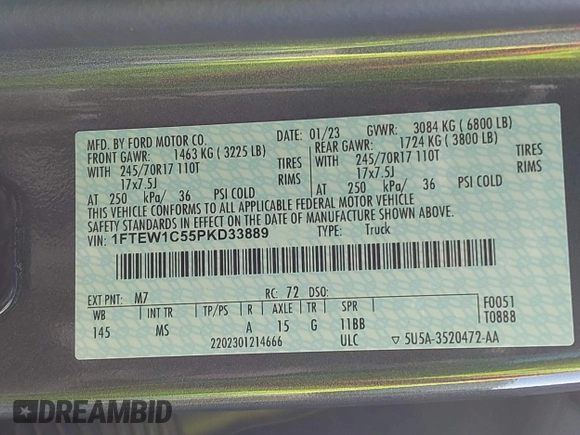 MFD. BY FORD MOTOR CO. DATE: 01/23 GVWR: 3084 KG ( 6800 LB)
FRONT GAWR: 1463 KG ( 3225 LB) REAR GAWR: 1724 KG ( 3800 LB)
WITH 245/70R17 110T TIRES WITH 245/70R17 110T TIRES
17x7.5J RIMS 17x7.5J RIMS
AT 250 kPa/ 36 PSI COLD AT 250 kPa/ 36 PSI COLD
THIS VEHICLE CONFORMS TO ALL APPLICABLE FEDERAL MOTOR VEHICLE
SAFETY STANDARDS IN EFFECT ON THE DATE OF MANUFACTURE SHOWN ABOVE.
VIN: 1FTEW1C55PKD33889 TYPE: Truck
EXT PNT: M7 RC: 72 DSO:
WB INT TR TP/PS R AXLE TR SPR F0051
145 MS A 15 G 11BB T0888
2202301214666 ULC ▽ 5U5A-3520472-AA
DREAMBID